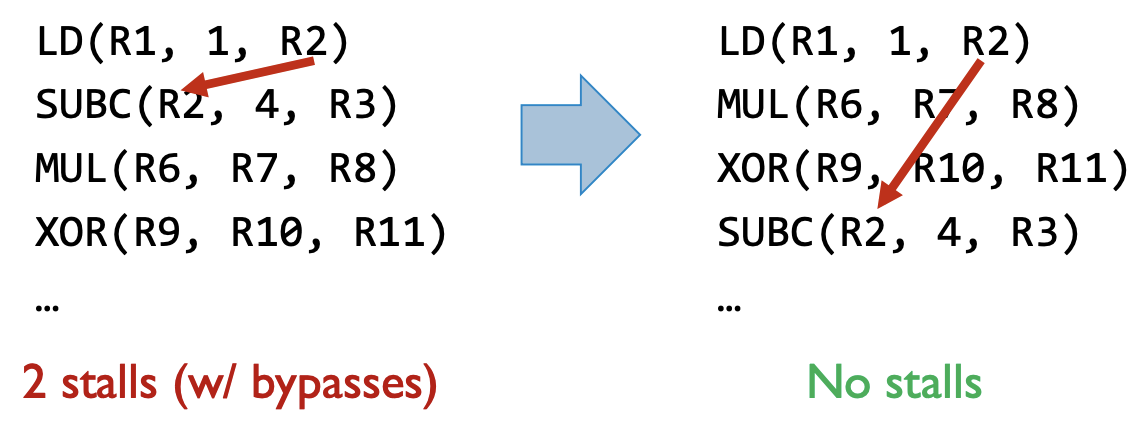 LD(R1, 1, R2)
SUBC(R2, 4, R3)
MUL(R6, R7, R8)
XOR(R9, R10, R11)
…
2 stalls (w/ bypasses)
LD(R1, 1, R2)
MUL(R6, R7, R8)
XOR(R9, R10, R11)
SUBC(R2, 4, R3)
…
No stalls